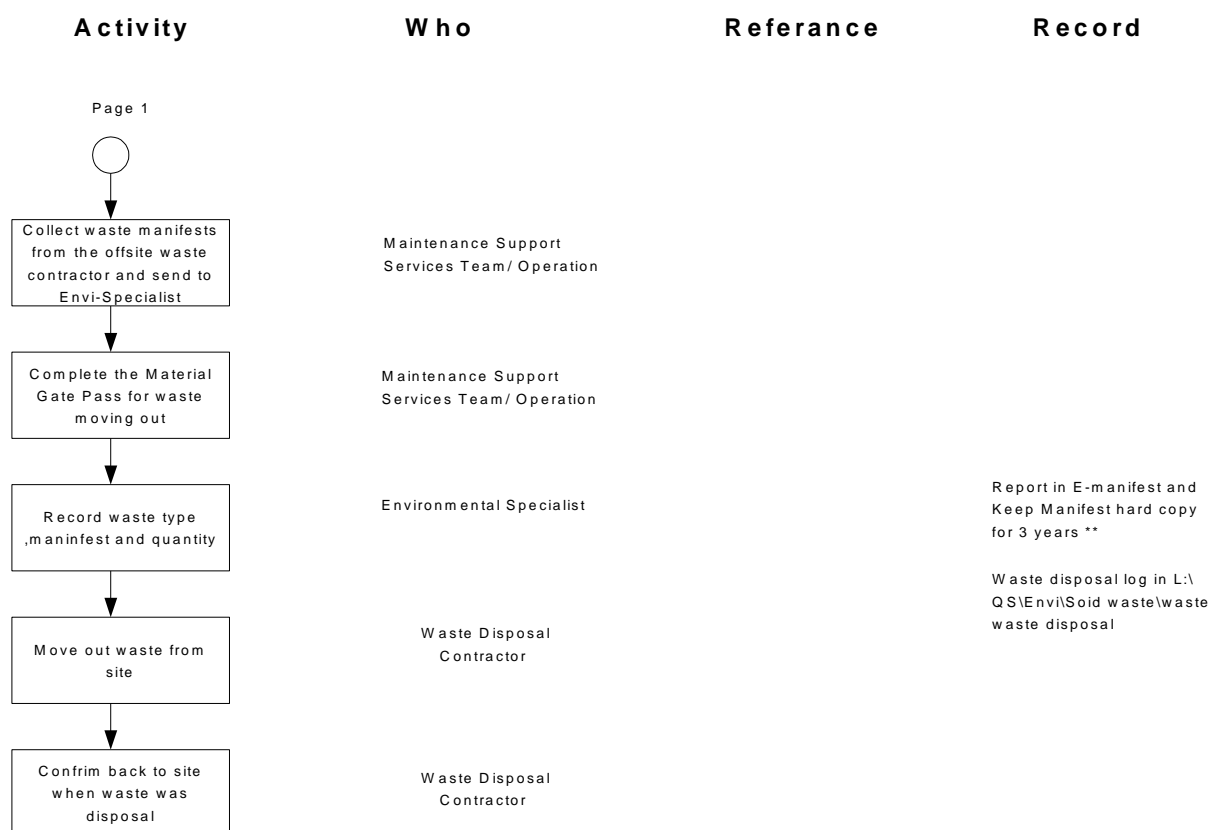 Activity Who Referance Record
Page 1
Collect waste manifests
from the offsite waste
contractor and send to
Envi-Specialist
Maintenance Support
Services Team/ Operation
Complete the Material
Gate Pass for waste
moving out
Maintenance Support
Services Team/ Operation
Record waste type
,maninfest and quantity
Environmental Specialist
Report in E-manifest and
Keep Manifest hard copy
for 3 years **
Waste disposal log in L:\
QS\Envi\Soid waste\waste
waste disposal
Move out waste from
site
Waste Disposal
Contractor
Confrim back to site
when waste was
disposal
Waste Disposal
Contractor